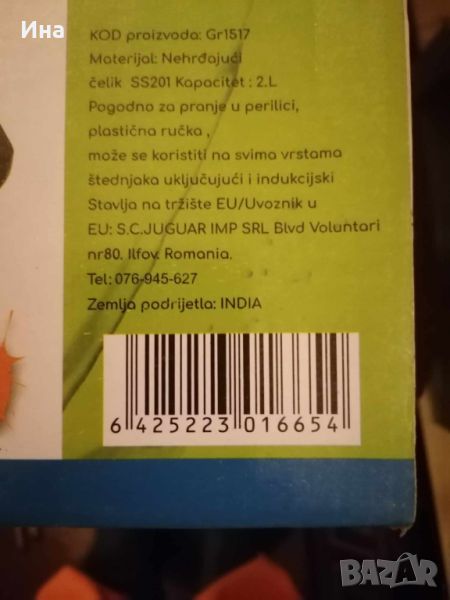 Ина
KOD proizvoda: Gr1517
Materijal: Nehrđajući
čelik SS201 Kapacitet : 2.L
Pogodno za pranje u perilici,
plastična ručka ,
može se koristiti na svima vrstama
štednjaka uključujući i indukcijski
Stavlja na tržište EU/Uvoznik u
EU: S.C.JUGUAR IMP SRL Blvd Voluntari
nr80. Ilfov. Romania.
Tel: 076-945-627
Zemlja podrijetla: INDIA
6 425223 016654
BAZAR